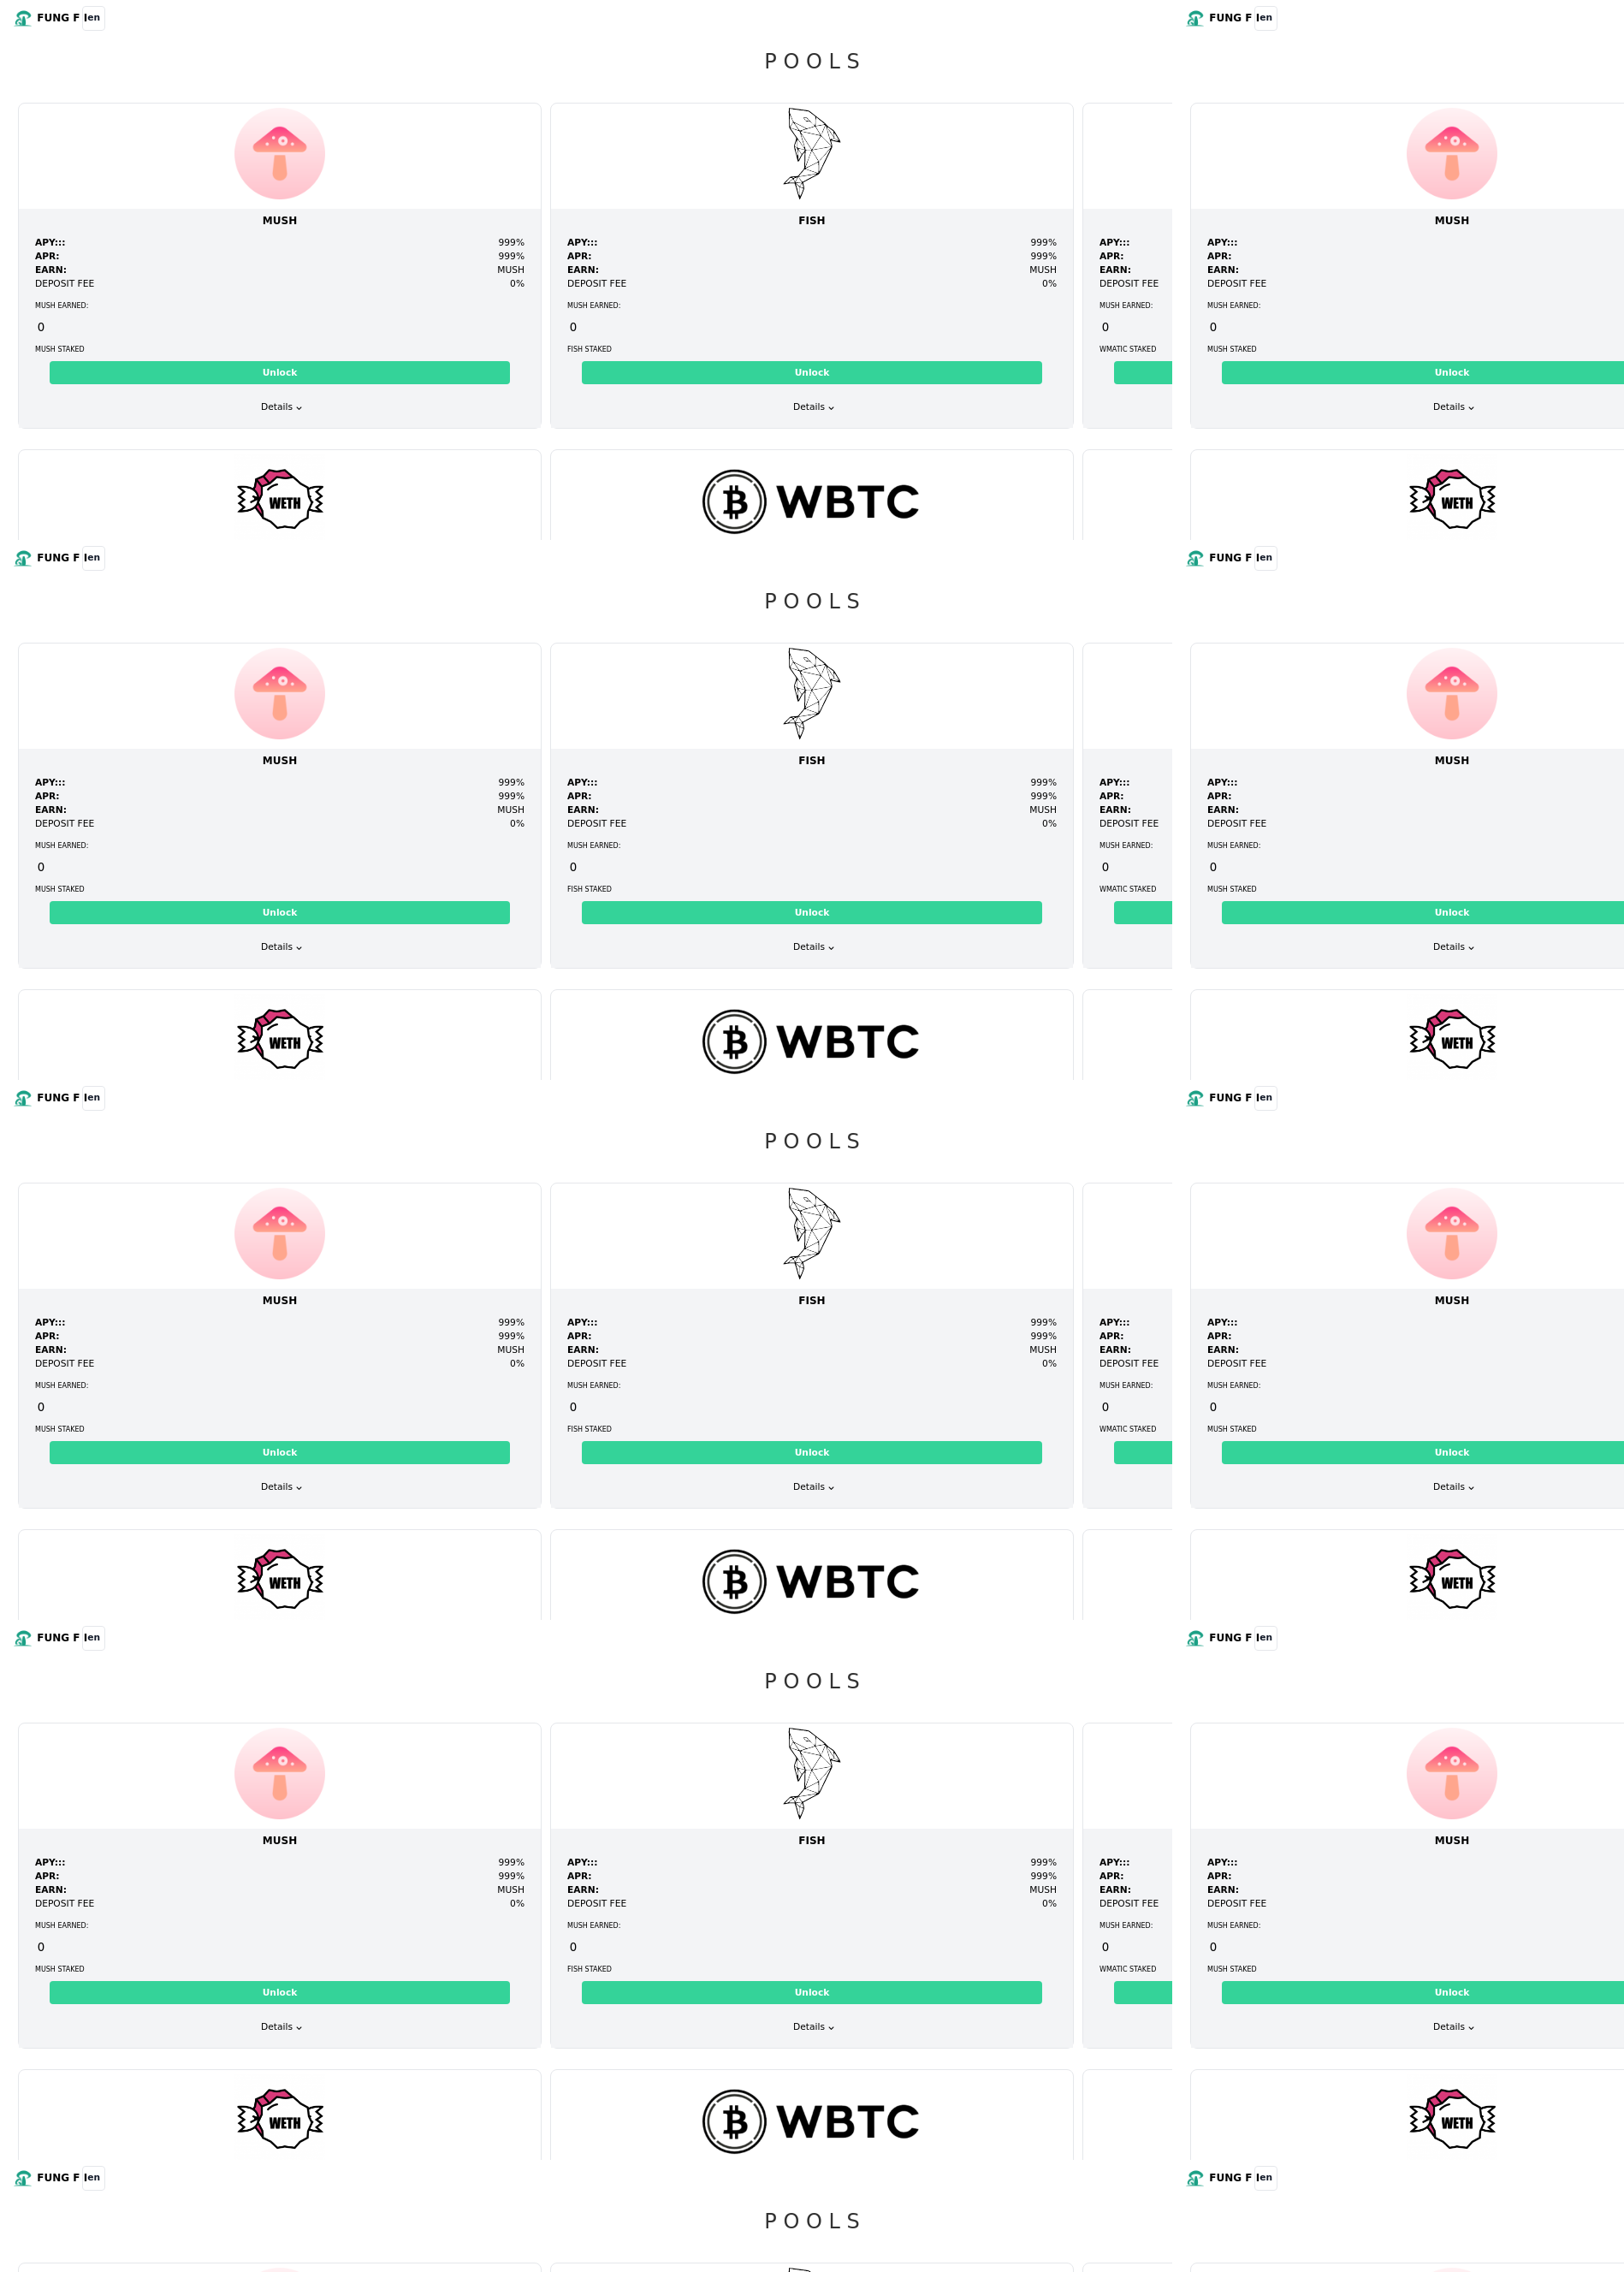 FUNG F Ien FUNG F Ien
POOLS
MUSH FISH MUSH
APY::: 999% APY::: 999% APY::: APY:::
APR: 999% APR: 999% APR: APR:
EARN: MUSH EARN: MUSH EARN: EARN:
DEPOSIT FEE 0% DEPOSIT FEE 0% DEPOSIT FEE DEPOSIT FEE
MUSH EARNED: MUSH EARNED: MUSH EARNED: MUSH EARNED:
0 0 0 0
MUSH STAKED FISH STAKED WMATIC STAKED MUSH STAKED
Unlock Unlock Unlock
Details Details Details
WETH WBTC WETH
FUNG F Ien FUNG F Ien
POOLS
MUSH FISH MUSH
APY::: 999% APY::: 999% APY::: APY:::
APR: 999% APR: 999% APR: APR:
EARN: MUSH EARN: MUSH EARN: EARN:
DEPOSIT FEE 0% DEPOSIT FEE 0% DEPOSIT FEE DEPOSIT FEE
MUSH EARNED: MUSH EARNED: MUSH EARNED: MUSH EARNED:
0 0 0 0
MUSH STAKED FISH STAKED WMATIC STAKED MUSH STAKED
Unlock Unlock Unlock
Details Details Details
WETH WBTC WETH
FUNG F Ien FUNG F Ien
POOLS
MUSH FISH MUSH
APY::: 999% APY::: 999% APY::: APY:::
APR: 999% APR: 999% APR: APR:
EARN: MUSH EARN: MUSH EARN: EARN:
DEPOSIT FEE 0% DEPOSIT FEE 0% DEPOSIT FEE DEPOSIT FEE
MUSH EARNED: MUSH EARNED: MUSH EARNED: MUSH EARNED:
0 0 0 0
MUSH STAKED FISH STAKED WMATIC STAKED MUSH STAKED
Unlock Unlock Unlock
Details Details Details
WETH WBTC WETH
FUNG F Ien FUNG F Ien
POOLS
MUSH FISH MUSH
APY::: 999% APY::: 999% APY::: APY:::
APR: 999% APR: 999% APR: APR:
EARN: MUSH EARN: MUSH EARN: EARN:
DEPOSIT FEE 0% DEPOSIT FEE 0% DEPOSIT FEE DEPOSIT FEE
MUSH EARNED: MUSH EARNED: MUSH EARNED: MUSH EARNED:
0 0 0 0
MUSH STAKED FISH STAKED WMATIC STAKED MUSH STAKED
Unlock Unlock Unlock
Details Details Details
WETH WBTC WETH
FUNG F Ien FUNG F Ien
POOLS